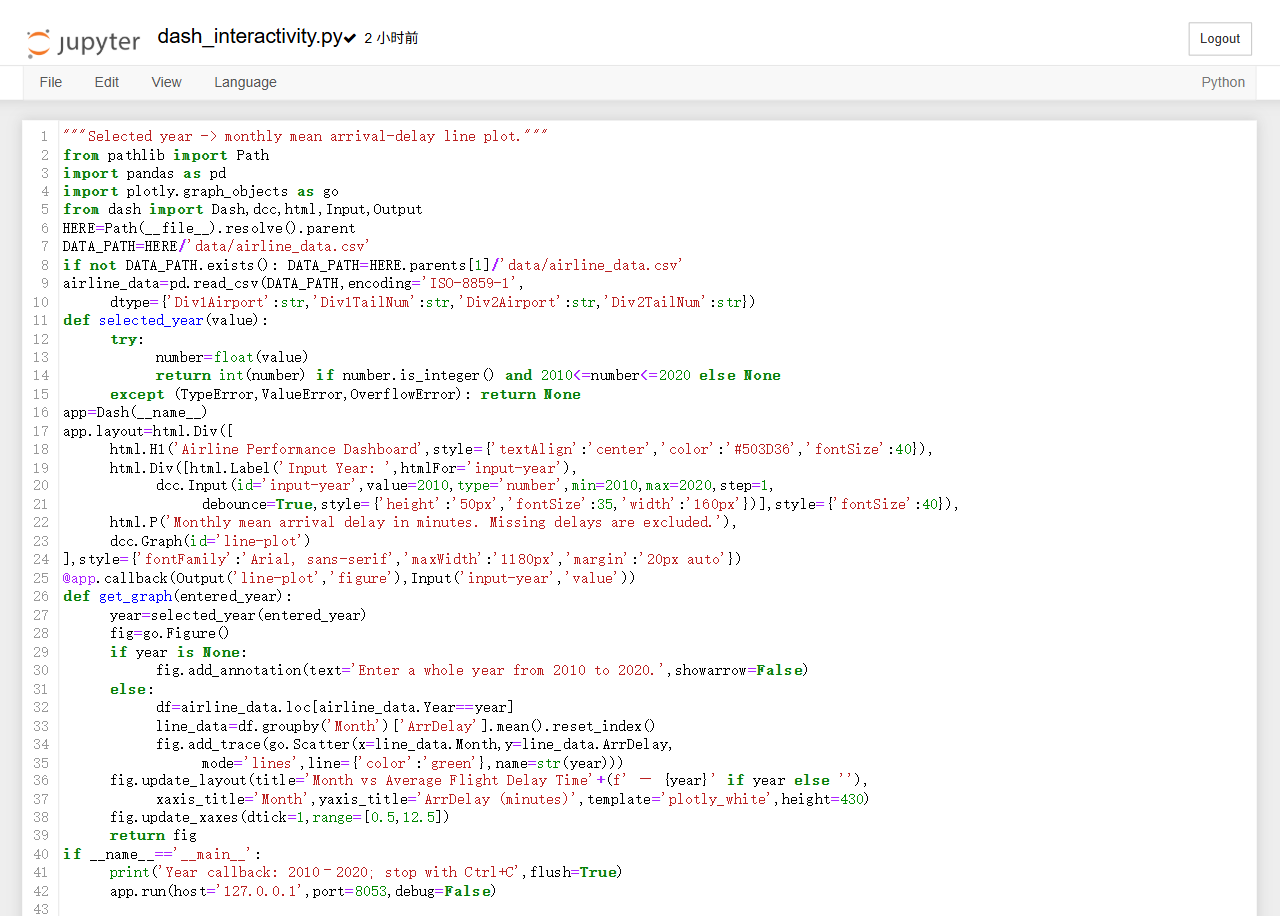 jupyter dash_interactivity.py✔ 2 小时前 Logout
File Edit View Language Python
1 """Selected year -> monthly mean arrival-delay line plot."""
2 from pathlib import Path
3 import pandas as pd
4 import plotly.graph_objects as go
5 from dash import Dash,dcc,html,Input,Output
6 HERE=Path(__file__).resolve().parent
7 DATA_PATH=HERE/'data/airline_data.csv'
8 if not DATA_PATH.exists(): DATA_PATH=HERE.parents[1]/'data/airline_data.csv'
9 airline_data=pd.read_csv(DATA_PATH,encoding='ISO-8859-1',
10     dtype={'Div1Airport':str,'Div1TailNum':str,'Div2Airport':str,'Div2TailNum':str})
11 def selected_year(value):
12     try:
13         number=float(value)
14         return int(number) if number.is_integer() and 2010<=number<=2020 else None
15     except (TypeError,ValueError,OverflowError): return None
16 app=Dash(__name__)
17 app.layout=html.Div([
18     html.H1('Airline Performance Dashboard',style={'textAlign':'center','color':'#503D36','fontSize':40}),
19     html.Div([html.Label('Input Year: ',htmlFor='input-year'),
20         dcc.Input(id='input-year',value=2010,type='number',min=2010,max=2020,step=1,
21             debounce=True,style={'height':'50px','fontSize':35,'width':'160px'})],style={'fontSize':40}),
22     html.P('Monthly mean arrival delay in minutes. Missing delays are excluded.'),
23     dcc.Graph(id='line-plot')
24 ],style={'fontFamily':'Arial, sans-serif','maxWidth':'1180px','margin':'20px auto'})
25 @app.callback(Output('line-plot','figure'),Input('input-year','value'))
26 def get_graph(entered_year):
27     year=selected_year(entered_year)
28     fig=go.Figure()
29     if year is None:
30         fig.add_annotation(text='Enter a whole year from 2010 to 2020.',showarrow=False)
31     else:
32         df=airline_data.loc[airline_data.Year==year]
33         line_data=df.groupby('Month')['ArrDelay'].mean().reset_index()
34         fig.add_trace(go.Scatter(x=line_data.Month,y=line_data.ArrDelay,
35             mode='lines',line={'color':'green'},name=str(year)))
36     fig.update_layout(title='Month vs Average Flight Delay Time'+(f' — {year}' if year else ''),
37         xaxis_title='Month',yaxis_title='ArrDelay (minutes)',template='plotly_white',height=430)
38     fig.update_xaxes(dtick=1,range=[0.5,12.5])
39     return fig
40 if __name__=='__main__':
41     print('Year callback: 2010–2020; stop with Ctrl+C',flush=True)
42     app.run(host='127.0.0.1',port=8053,debug=False)
43